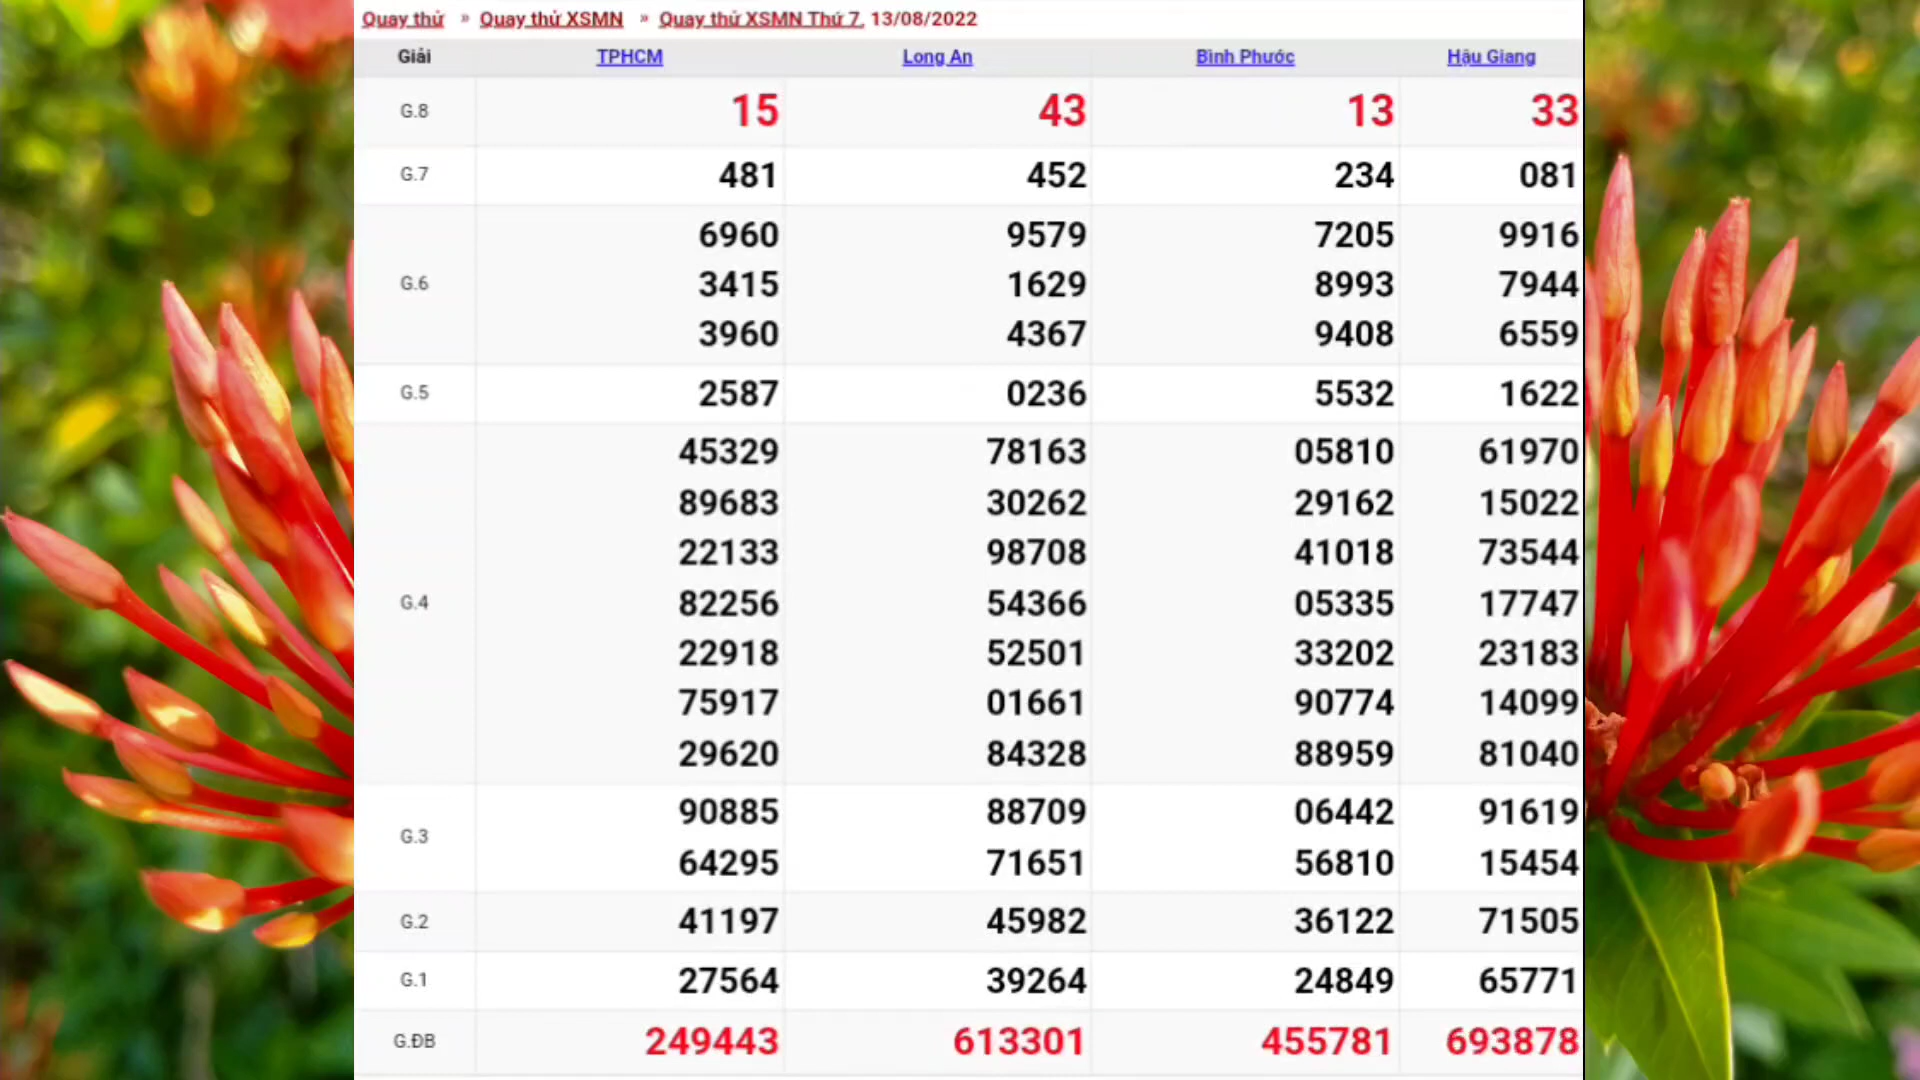 Quay thử » Quay thử XSMN » Quay thử XSMN Thứ 7, 13/08/2022
Giải TPHCM Long An Bình Phước Hậu Giang
G.8 15 43 13 33
G.7 481 452 234 081
6960 9579 7205 9916
G.6 3415 1629 8993 7944
3960 4367 9408 6559
G.5 2587 0236 5532 1622
45329 78163 05810 61970
89683 30262 29162 15022
22133 98708 41018 73544
G.4 82256 54366 05335 17747
22918 52501 33202 23183
75917 01661 90774 14099
29620 84328 88959 81040
90885 88709 06442 91619
G.3
64295 71651 56810 15454
G.2 41197 45982 36122 71505
G.1 27564 39264 24849 65771
G.ĐB 249443 613301 455781 693878